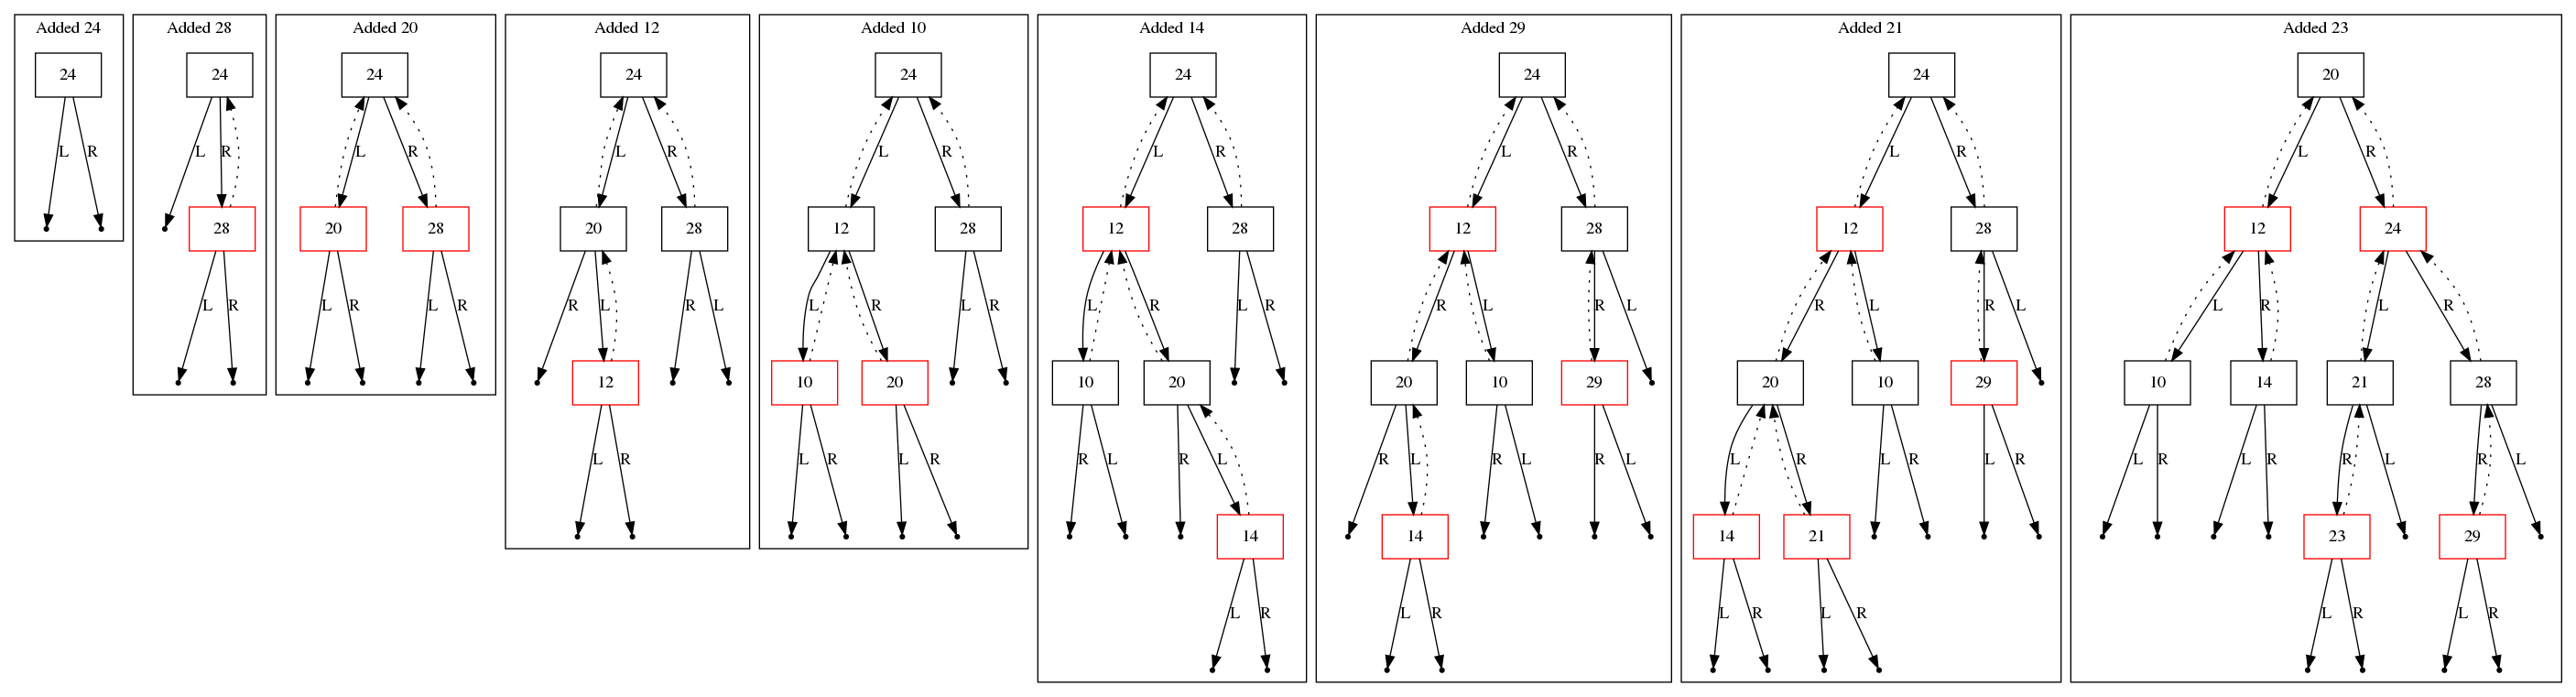 Added 24
24
L R
Added 28
24
L R
28
L R
Added 20
24
L R
20 28
L R L R
Added 12
24
L R
20 28
R L R L
12
L R
Added 10
24
L R
12 28
L R L R
10 20
L R L R
Added 14
24
L R
12 28
L R L R
10 20
R L R L
14
L R
Added 29
24
L R
12 28
R L R L
20 10 29
R L R L R L
14
L R
Added 21
24
L R
12 28
R L R L
20 10 29
L R L R L R
14 21
L R L R
Added 23
20
L R
12 24
L R L R
10 14 21 28
L R L R R L R L
23 29
L R L R